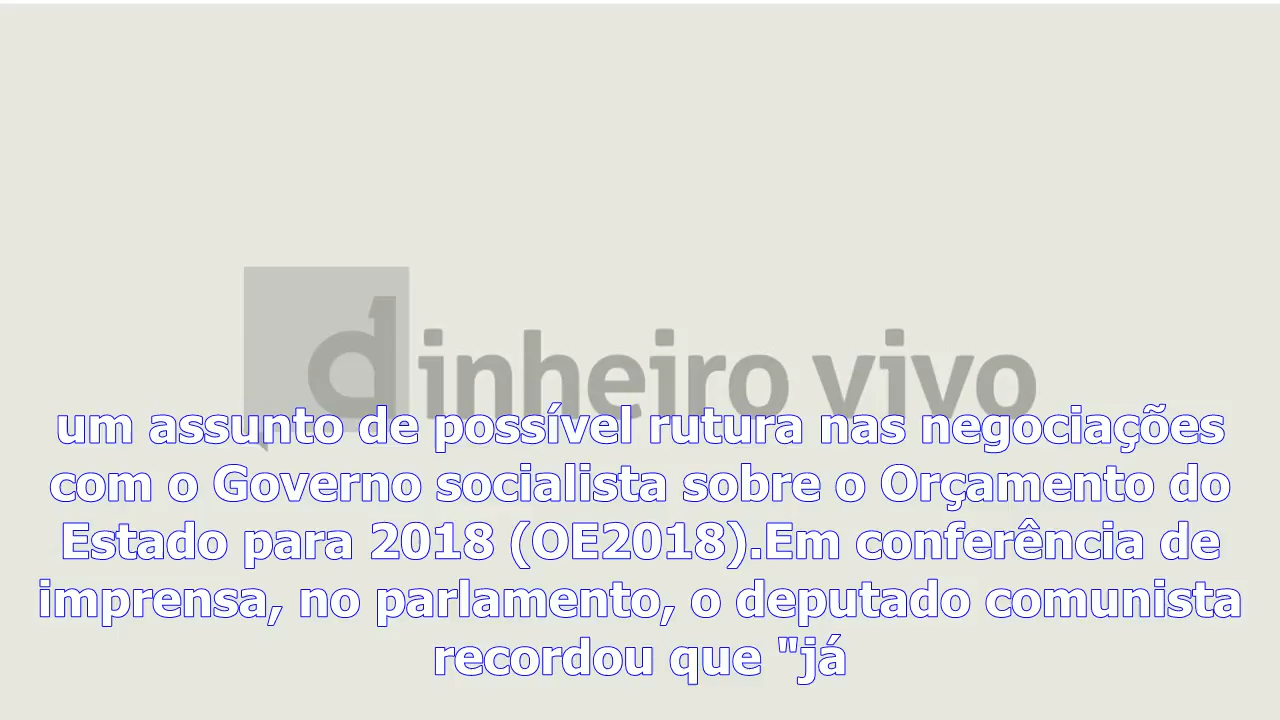 dinheiro vivo
um assunto de possível rutura nas negociações
com o Governo socialista sobre o Orçamento do
Estado para 2018 (OE2018).Em conferência de
imprensa, no parlamento, o deputado comunista
recordou que "já